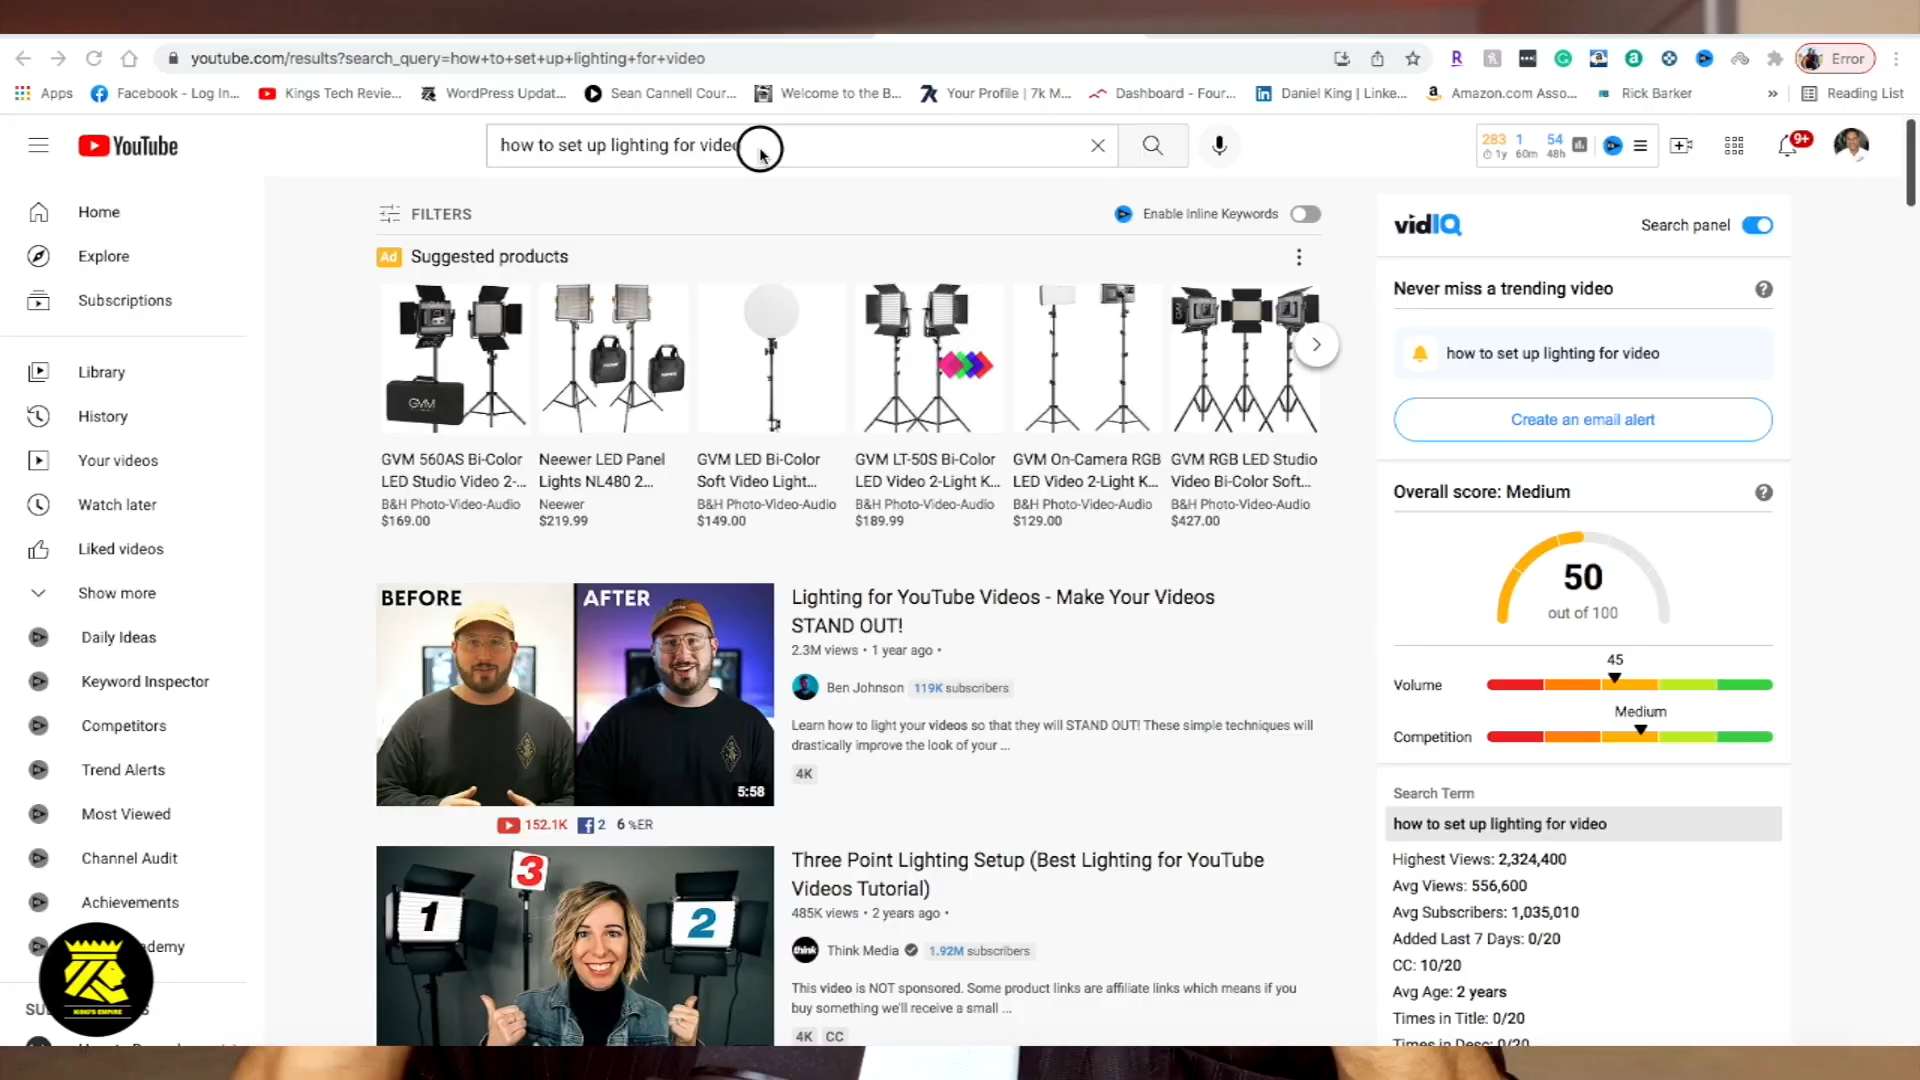 youtube.com/results?search_query=how+to+set+up+lighting+for+video
Error
Apps
Facebook - Log In...
Kings Tech Revie...
WordPress Updat...
Sean Cannell Cour...
Welcome to the B...
Your Profile | 7k M...
Dashboard - Four...
Daniel King | Linke...
Amazon.com Asso...
Rick Barker
»
Reading List
YouTube
how to set up lighting for video
283 1 54
1y 60m 48h
9+
Home
Explore
Subscriptions
Library
History
Your videos
Watch later
Liked videos
Show more
Daily Ideas
Keyword Inspector
Competitors
Trend Alerts
Most Viewed
Channel Audit
Achievements
KING'S EMPIRE
FILTERS
Enable Inline Keywords
Ad Suggested products
GVM
GVM 560AS Bi-Color
LED Studio Video 2-...
B&H Photo-Video-Audio
$169.00
Neewer LED Panel
Lights NL480 2...
Neewer
$219.99
GVM LED Bi-Color
Soft Video Light...
B&H Photo-Video-Audio
$149.00
GVM LT-50S Bi-Color
LED Video 2-Light K...
B&H Photo-Video-Audio
$189.99
GVM On-Camera RGB
LED Video 2-Light K...
B&H Photo-Video-Audio
$129.00
GVM RGB LED Studio
Video Bi-Color Soft...
B&H Photo-Video-Audio
$427.00
BEFORE
AFTER
5:58
152.1K 2 6 %ER
Lighting for YouTube Videos - Make Your Videos
STAND OUT!
2.3M views • 1 year ago •
Ben Johnson 119K subscribers
Learn how to light your videos so that they will STAND OUT! These simple techniques will
drastically improve the look of your ...
4K
1
3
2
Three Point Lighting Setup (Best Lighting for YouTube
Videos Tutorial)
485K views • 2 years ago •
think
Think Media 1.92M subscribers
This video is NOT sponsored. Some product links are affiliate links which means if you
buy something we'll receive a small ...
4K CC
vidIQ
Search panel
Never miss a trending video
how to set up lighting for video
Create an email alert
Overall score: Medium
50
out of 100
45
Volume
Medium
Competition
Search Term
how to set up lighting for video
Highest Views: 2,324,400
Avg Views: 556,600
Avg Subscribers: 1,035,010
Added Last 7 Days: 0/20
CC: 10/20
Avg Age: 2 years
Times in Title: 0/20
Times in Desc: 0/20